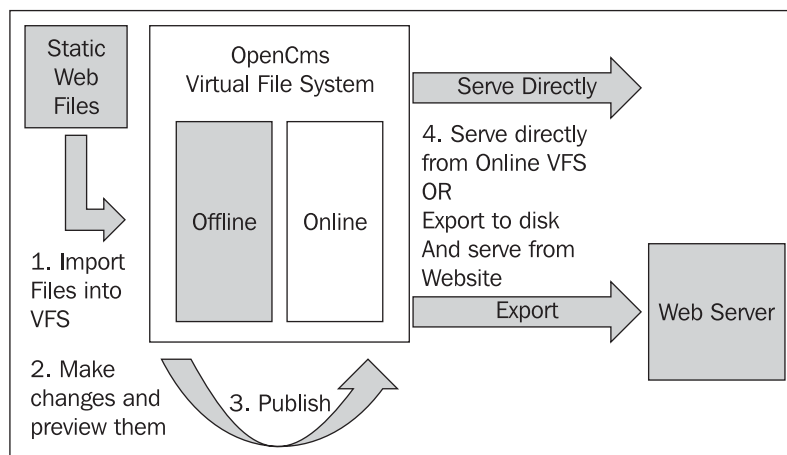 Static
Web
Files
OpenCms
Virtual File System
Offline
Online
1. Import
Files into
VFS
2. Make
changes and
preview them
3. Publish
Serve Directly
4. Serve directly
from Online VFS
OR
Export to disk
And serve from
Website
Export
Web Server